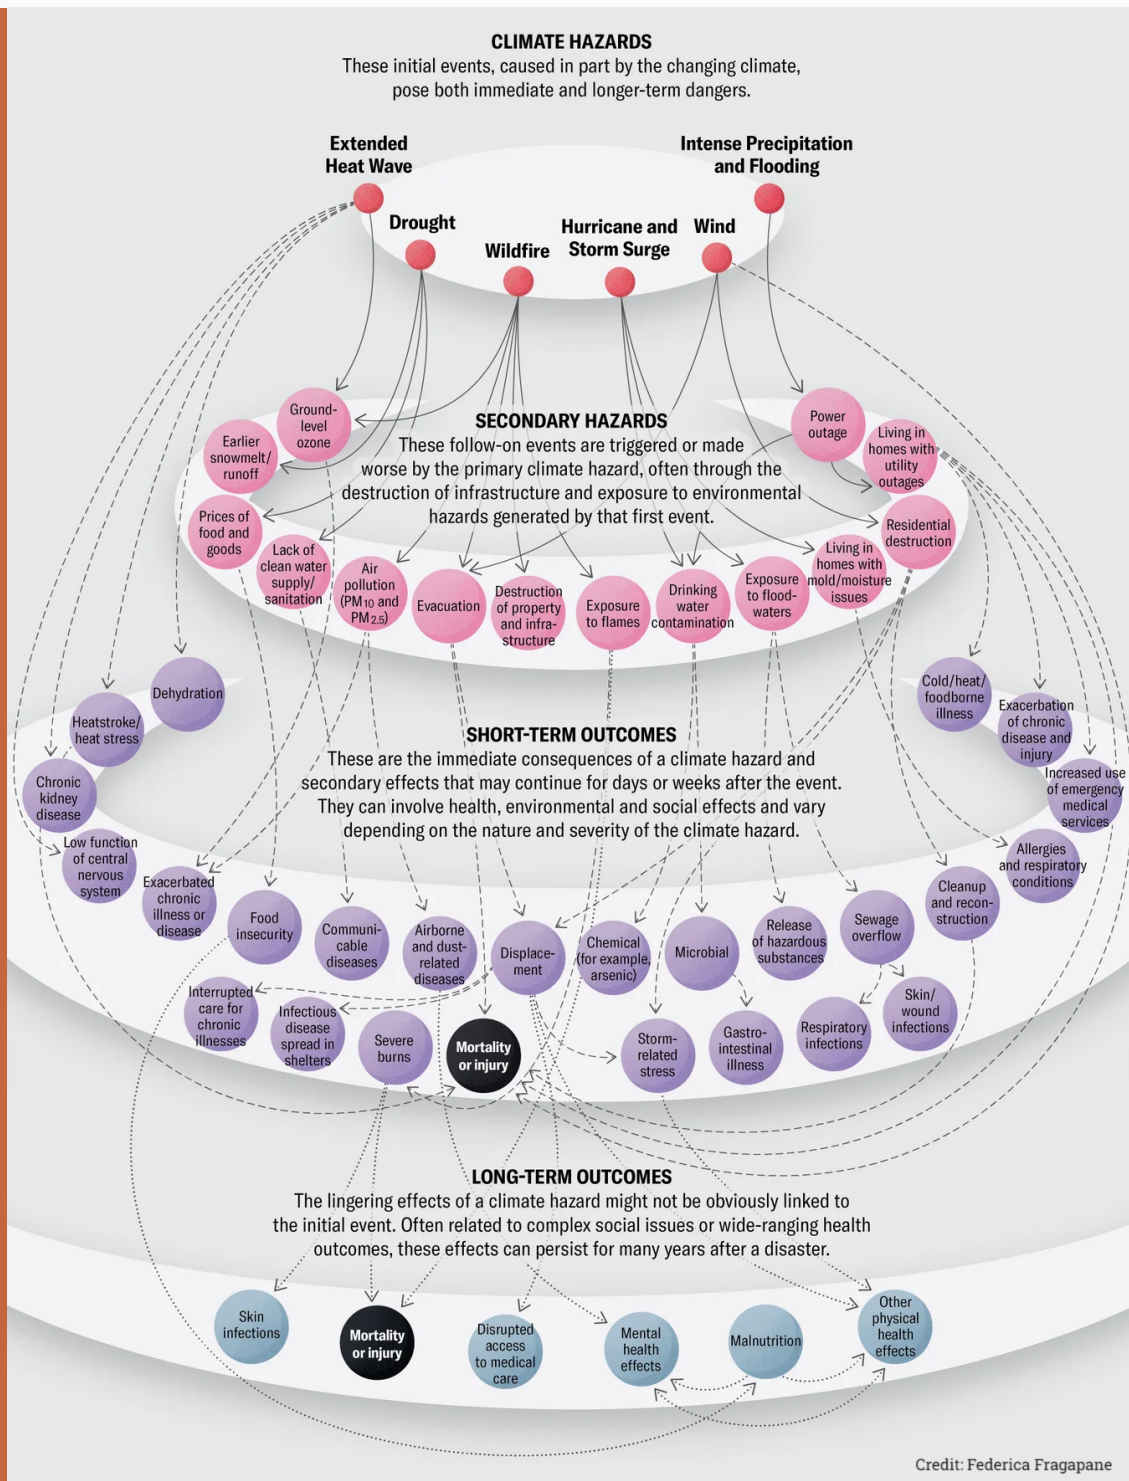 CLIMATE HAZARDS
These initial events, caused in part by the changing climate,
pose both immediate and longer-term dangers.
Extended
Heat Wave
Intense Precipitation
and Flooding
Drought
Wildfire
Hurricane and
Storm Surge
Wind
Ground-
level
ozone
Earlier
snowmelt/
runoff
Prices of
food and
goods
Lack of
clean water
supply/
sanitation
Air
pollution
(PM10 and
PM2.5)
Evacuation
Destruction
of property
and infra-
structure
Exposure
to flames
Drinking
water
contamination
Exposure
to flood-
waters
Living in
homes with
mold/moisture
issues
Residential
destruction
Living in
homes with
utility
outages
Power
outage
SECONDARY HAZARDS
These follow-on events are triggered or made
worse by the primary climate hazard, often through the
destruction of infrastructure and exposure to environmental
hazards generated by that first event.
Dehydration
Heatstroke/
heat stress
Chronic
kidney
disease
Low function
of central
nervous
system
Exacerbated
chronic
illness or
disease
Food
insecurity
Communi-
cable
diseases
Airborne
and dust-
related
diseases
Displace-
ment
Chemical
(for example,
arsenic)
Microbial
Release
of hazardous
substances
Sewage
overflow
Cleanup
and recon-
struction
Allergies
and respiratory
conditions
Increased use
of emergency
medical
services
Exacerbation
of chronic
disease and
injury
Cold/heat/
foodborne
illness
SHORT-TERM OUTCOMES
These are the immediate consequences of a climate hazard and
secondary effects that may continue for days or weeks after the event.
They can involve health, environmental and social effects and vary
depending on the nature and severity of the climate hazard.
Interrupted
care for
chronic
illnesses
Infectious
disease
spread in
shelters
Severe
burns
Mortality
or injury
Storm-
related
stress
Gastro-
intestinal
illness
Respiratory
infections
Skin/
wound
infections
LONG-TERM OUTCOMES
The lingering effects of a climate hazard might not be obviously linked to
the initial event. Often related to complex social issues or wide-ranging health
outcomes, these effects can persist for many years after a disaster.
Skin
infections
Mortality
or injury
Disrupted
access
to medical
care
Mental
health
effects
Malnutrition
Other
physical
health
effects
Credit: Federica Fragapane